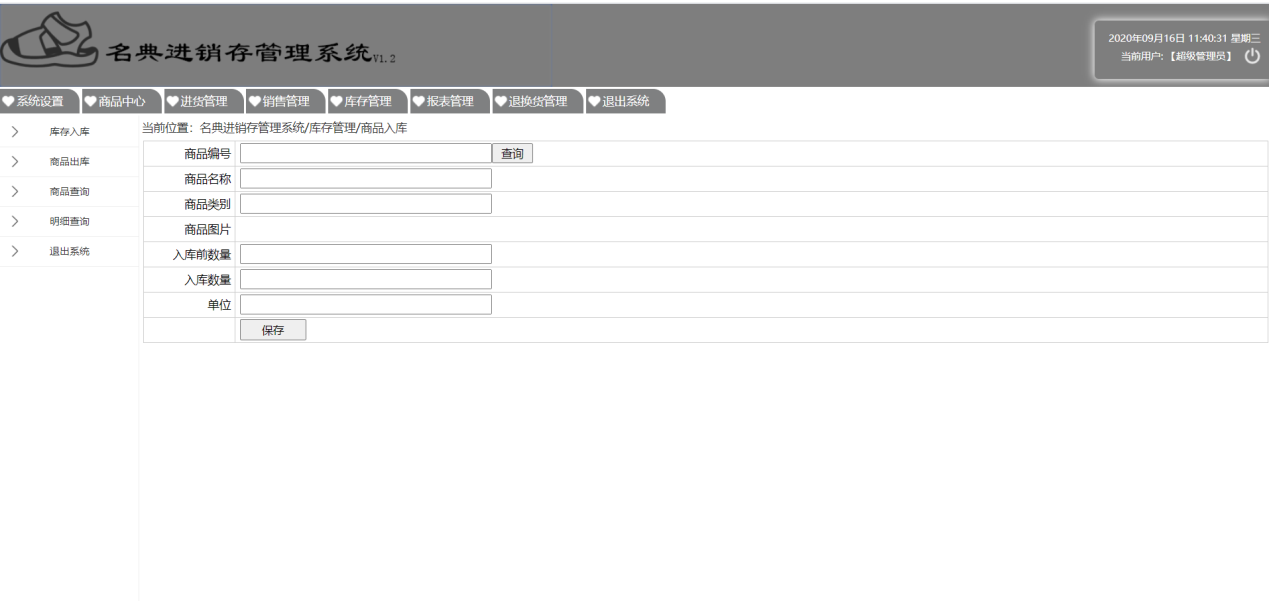 名典进销存管理系统V1.2
2020年09月16日 11:40:31 星期三
当前用户:【超级管理员】
系统设置 商品中心 进货管理 销售管理 库存管理 报表管理 退换货管理 退出系统
库存入库
商品出库
商品查询
明细查询
退出系统
当前位置：名典进销存管理系统/库存管理/商品入库
商品编号 查询
商品名称
商品类别
商品图片
入库前数量
入库数量
单位
保存